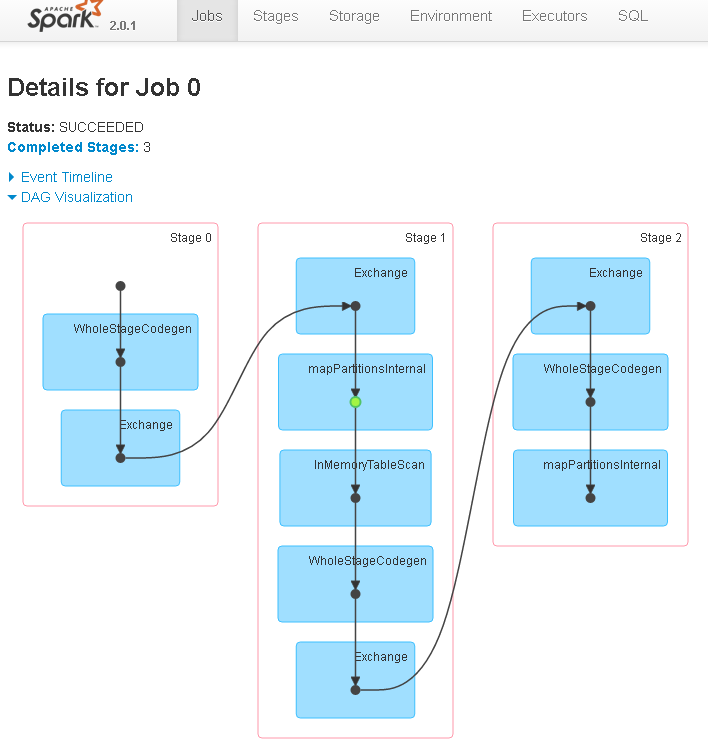 APACHE
Spark 2.0.1
Jobs Stages Storage Environment Executors SQL
Details for Job 0
Status: SUCCEEDED
Completed Stages: 3
Event Timeline
DAG Visualization
Stage 0
WholeStageCodegen
Exchange
Stage 1
Exchange
mapPartitionsInternal
InMemoryTableScan
WholeStageCodegen
Exchange
Stage 2
Exchange
WholeStageCodegen
mapPartitionsInternal